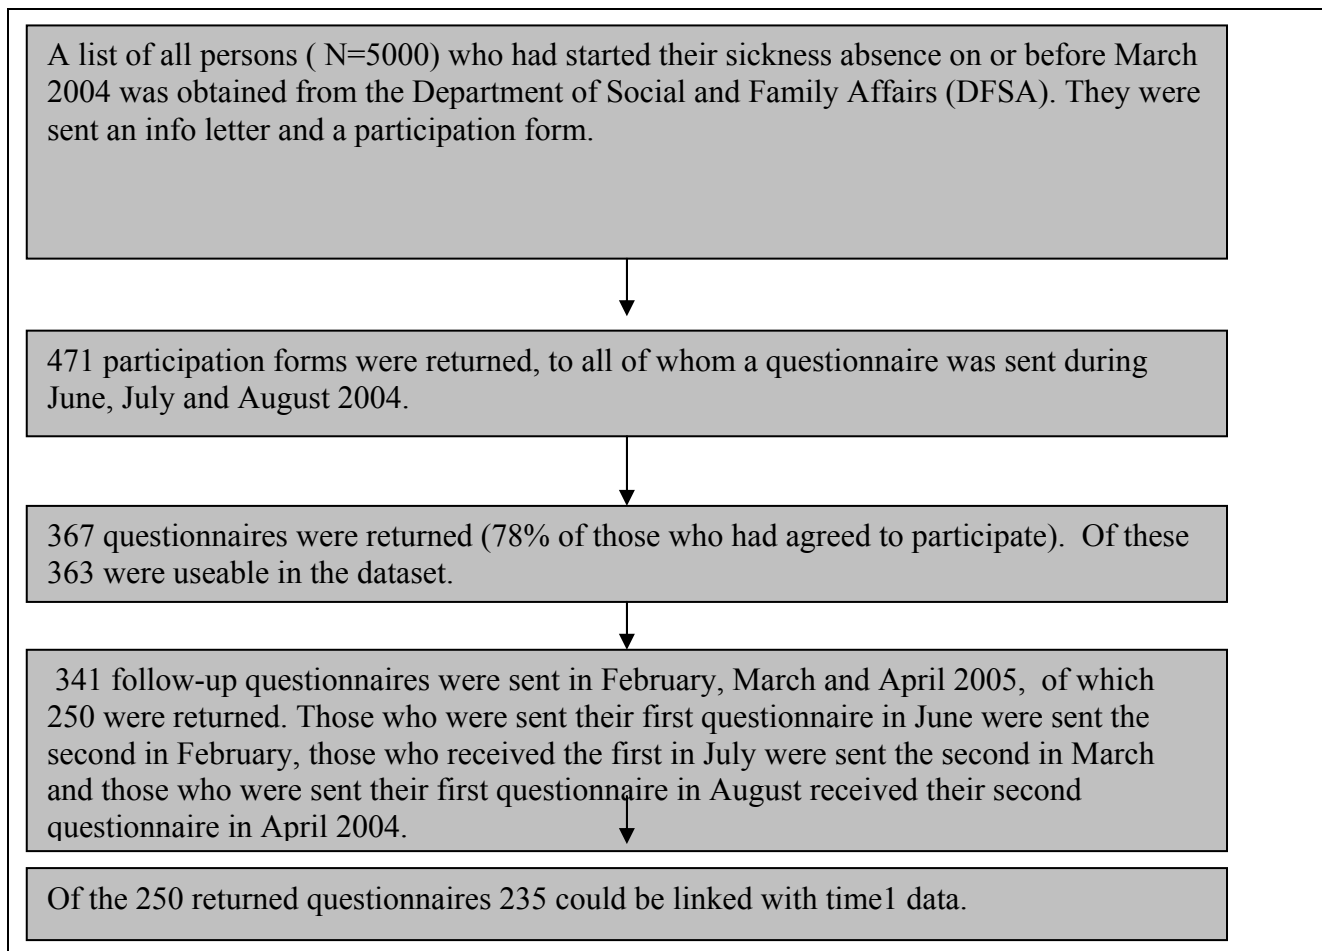 A list of all persons ( N=5000) who had started their sickness absence on or before March
2004 was obtained from the Department of Social and Family Affairs (DFSA). They were
sent an info letter and a participation form.
471 participation forms were returned, to all of whom a questionnaire was sent during
June, July and August 2004.
367 questionnaires were returned (78% of those who had agreed to participate).  Of these
363 were useable in the dataset.
341 follow-up questionnaires were sent in February, March and April 2005,  of which
250 were returned. Those who were sent their first questionnaire in June were sent the
second in February, those who received the first in July were sent the second in March
and those who were sent their first questionnaire in August received their second
questionnaire in April 2004.
Of the 250 returned questionnaires 235 could be linked with time1 data.